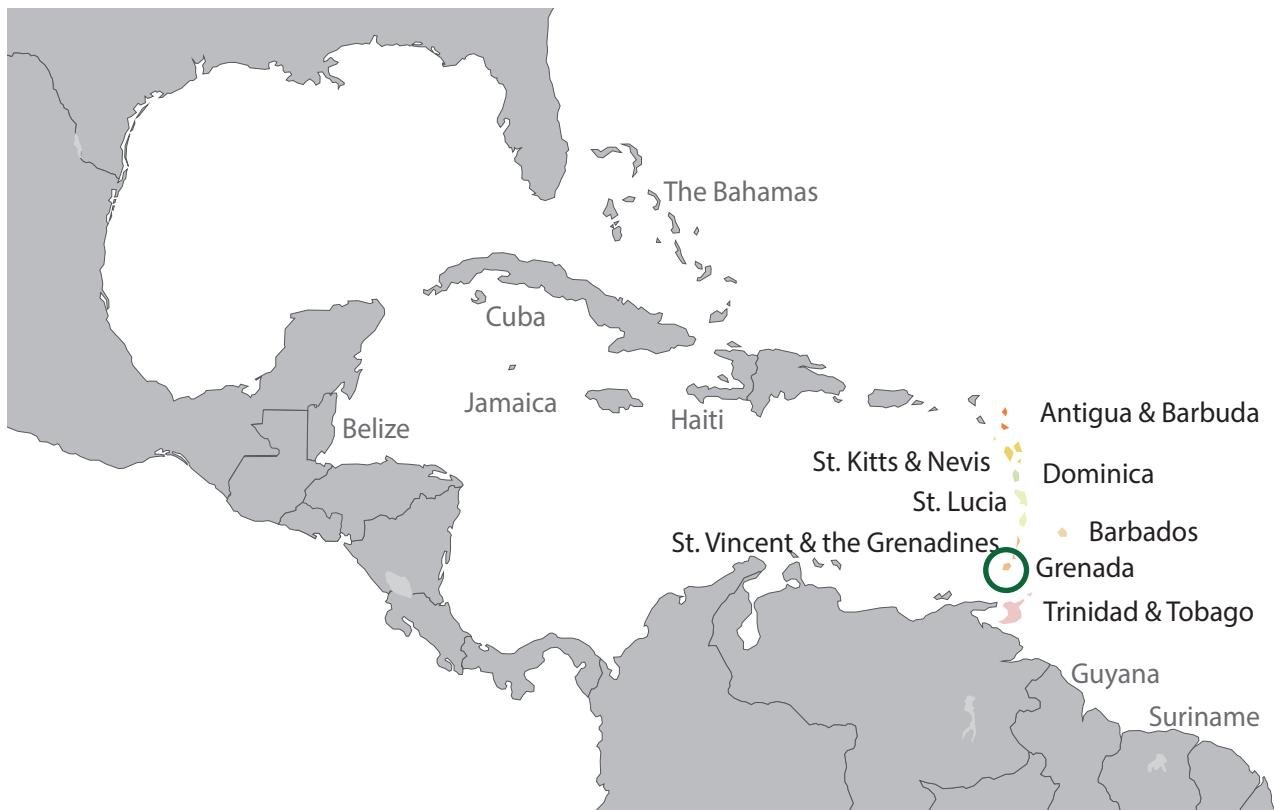 The Bahamas
Cuba
Jamaica
Haiti
Belize
Antigua & Barbuda
St. Kitts & Nevis
Dominica
St. Lucia
Barbados
St. Vincent & the Grenadines
Grenada
Trinidad & Tobago
Guyana
Suriname